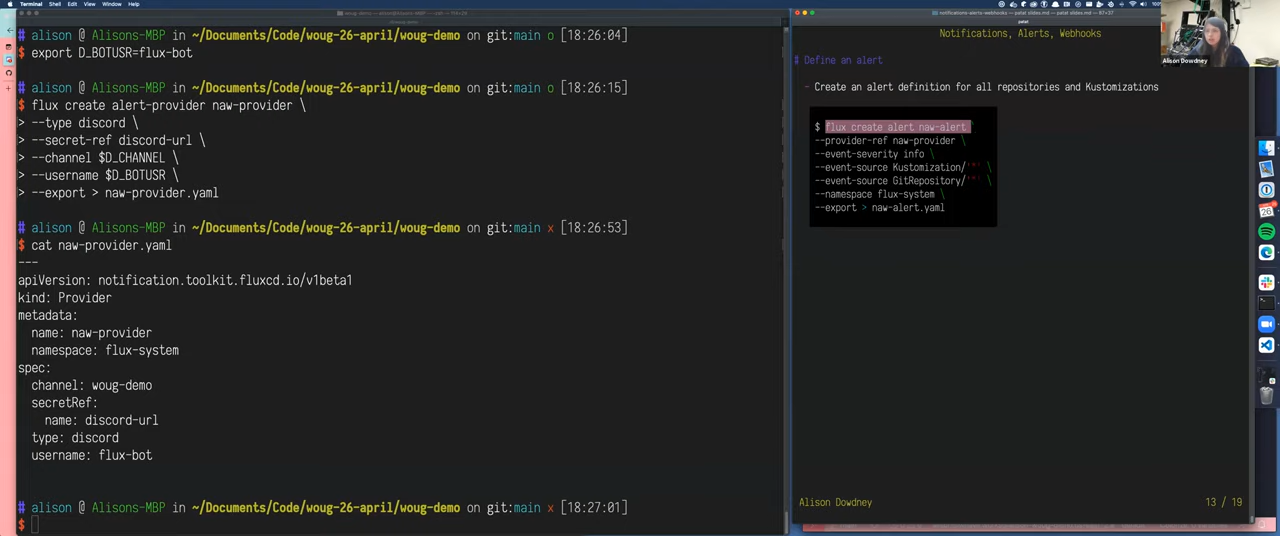 Terminal Shell Edit View Window Help
# alison @ Alisons-MBP in ~/Documents/Code/woug-26-april/woug-demo on git:main o [18:26:04]
$ export D_BOTUSR=flux-bot
# alison @ Alisons-MBP in ~/Documents/Code/woug-26-april/woug-demo on git:main o [18:26:15]
$ flux create alert-provider naw-provider \
> --type discord \
> --secret-ref discord-url \
> --channel $D_CHANNEL \
> --username $D_BOTUSR \
> --export > naw-provider.yaml
# alison @ Alisons-MBP in ~/Documents/Code/woug-26-april/woug-demo on git:main x [18:26:53]
$ cat naw-provider.yaml
---
apiVersion: notification.toolkit.fluxcd.io/v1beta1
kind: Provider
metadata:
name: naw-provider
namespace: flux-system
spec:
channel: woug-demo
secretRef:
name: discord-url
type: discord
username: flux-bot
# alison @ Alisons-MBP in ~/Documents/Code/woug-26-april/woug-demo on git:main x [18:27:01]
$
patat
Notifications, Alerts, Webhooks
# Define an alert
- Create an alert definition for all repositories and Kustomizations
$ flux create alert naw-alert \
--provider-ref naw-provider \
--event-severity info \
--event-source Kustomization/'*' \
--event-source GitRepository/'*' \
--namespace flux-system \
--export > naw-alert.yaml
Alison Dowdney
13 / 19
Alison Dowdney
26